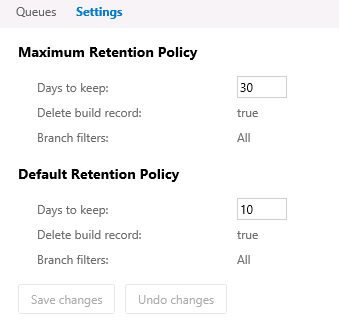 Queues Settings
Maximum Retention Policy
Days to keep: 30
Delete build record: true
Branch filters: All
Default Retention Policy
Days to keep: 10
Delete build record: true
Branch filters: All
Save changes Undo changes